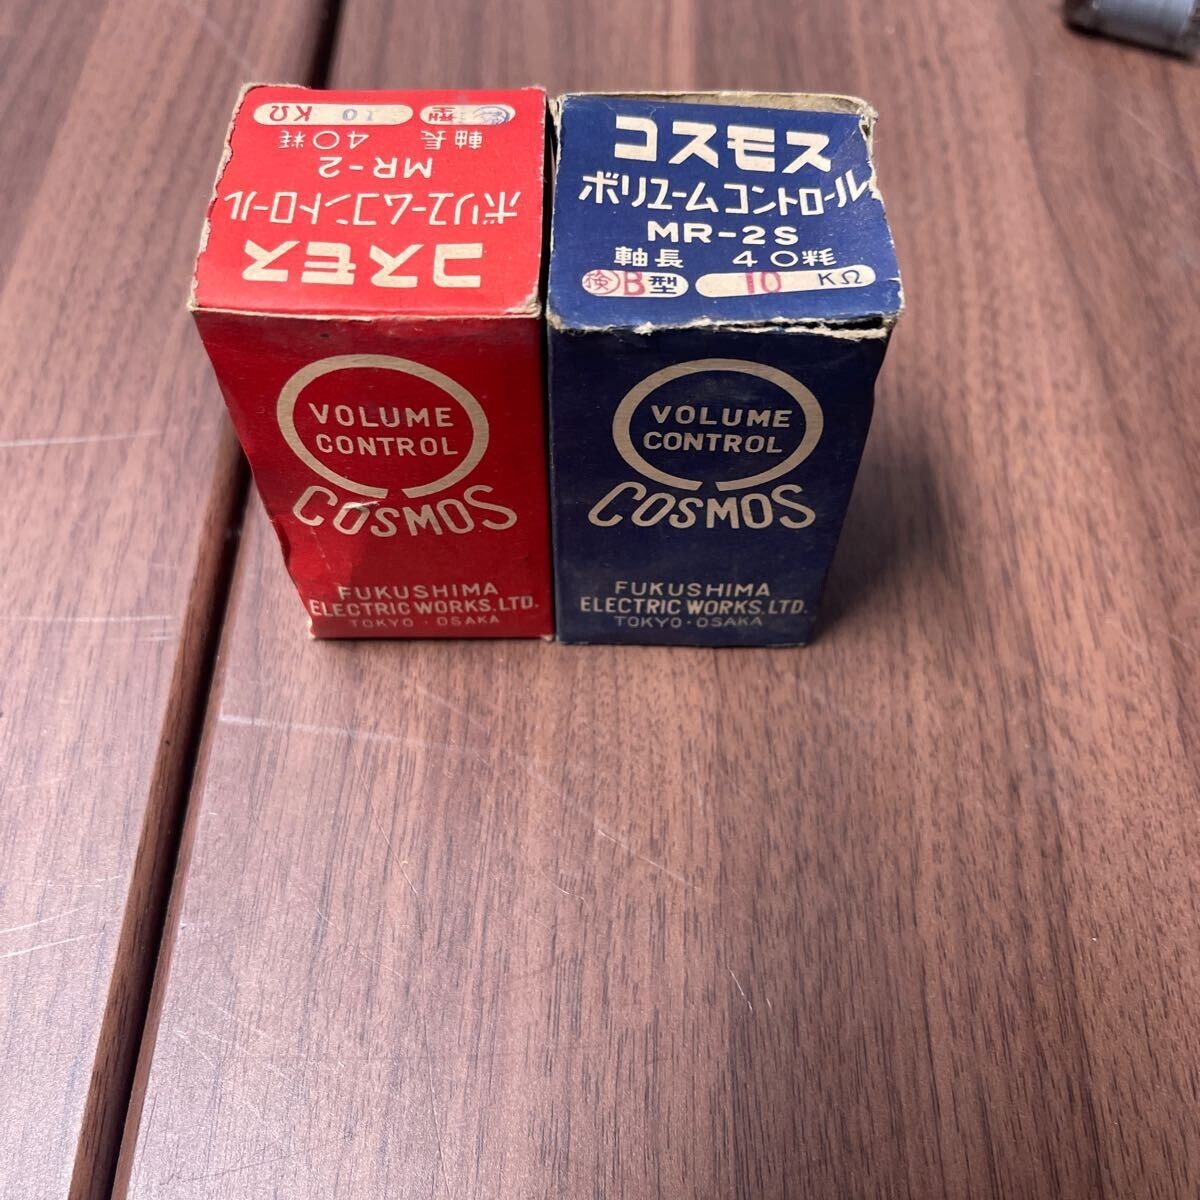 コスモス
ボリユームコントロール
MR-2
軸長 40粍
型 10 KΩ
VOLUME
CONTROL
COSMOS
FUKUSHIMA
ELECTRIC WORKS.LTD.
TOKYO・OSAKA
コスモス
ボリユームコントロール
MR-2S
軸長 40粍
検 B型 10 KΩ
VOLUME
CONTROL
COSMOS
FUKUSHIMA
ELECTRIC WORKS.LTD.
TOKYO・OSAKA